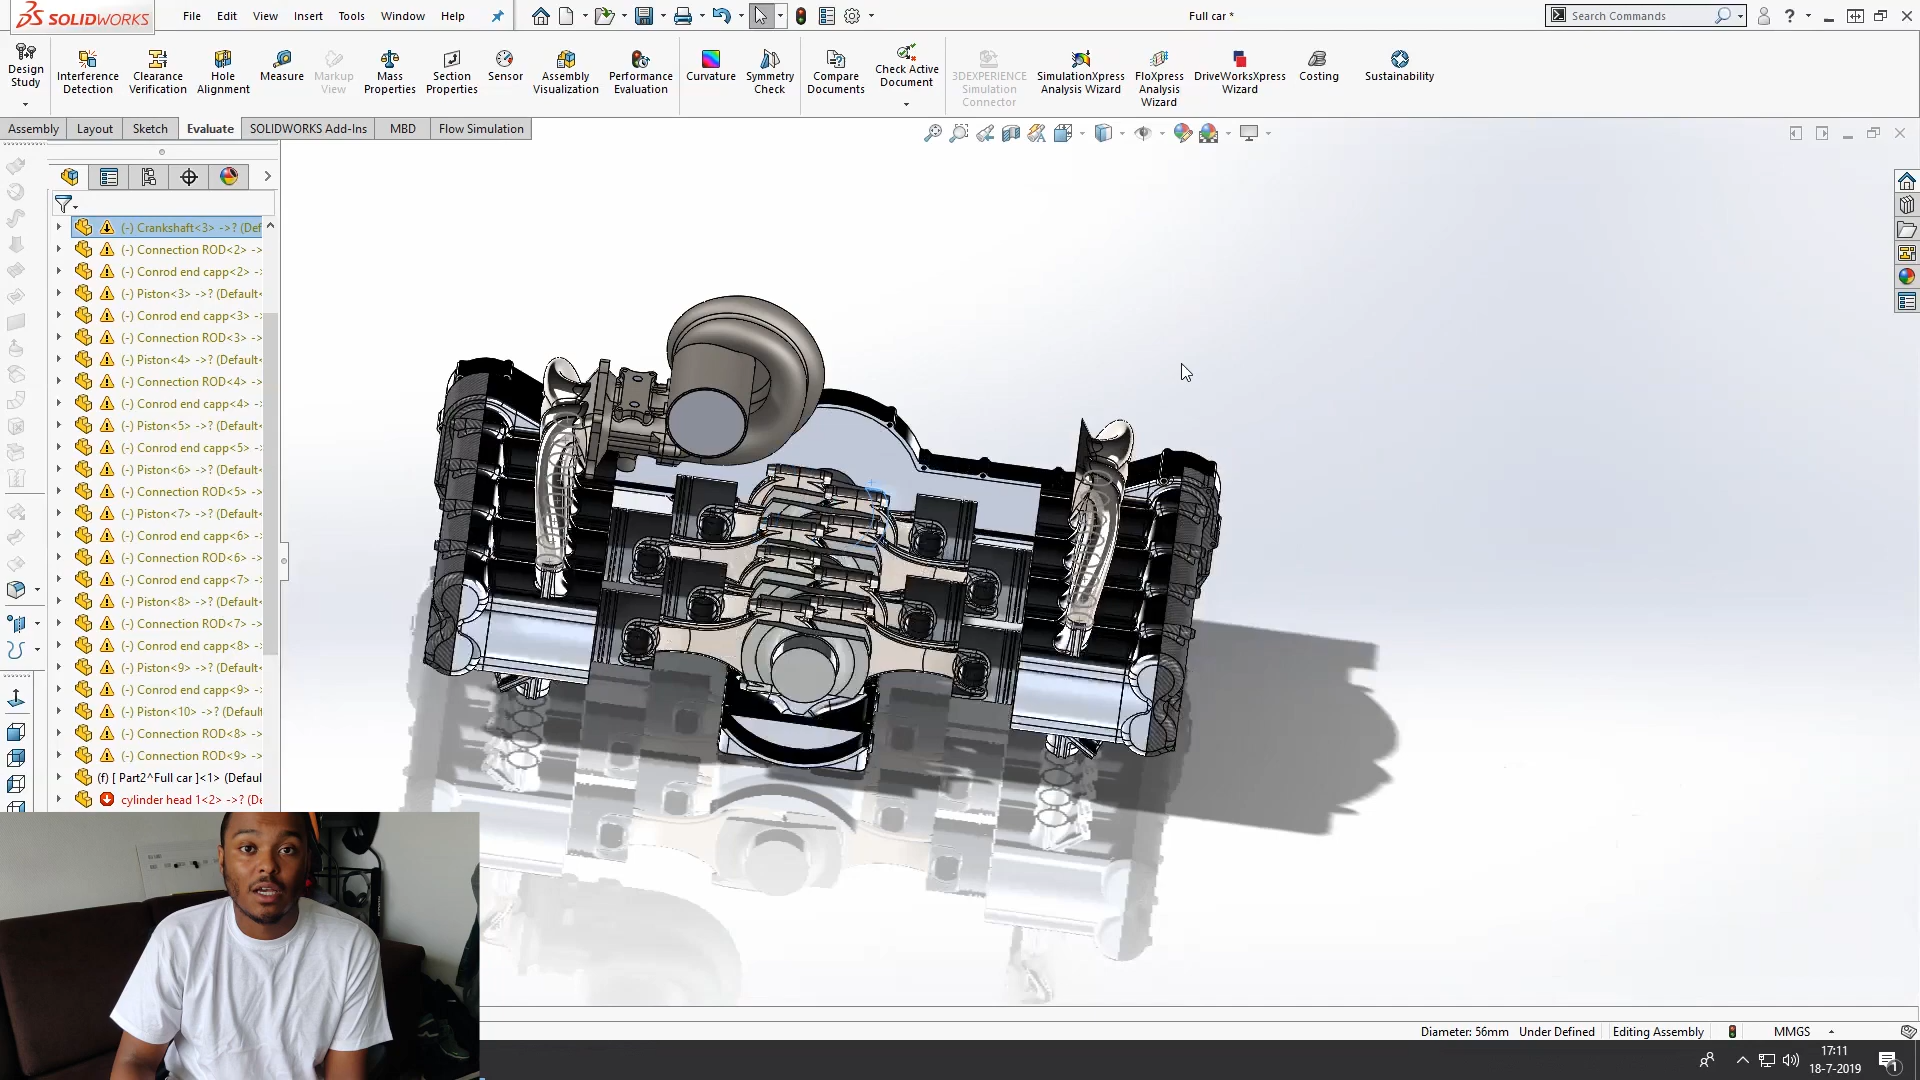 SOLIDWORKS File Edit View Insert Tools Window Help Full car * Search Commands
Design Study
Interference Detection
Clearance Verification
Hole Alignment
Measure
Markup View
Mass Properties
Section Properties
Sensor
Assembly Visualization
Performance Evaluation
Curvature
Symmetry Check
Compare Documents
Check Active Document
3DEXPERIENCE Simulation Connector
SimulationXpress Analysis Wizard
FloXpress Analysis Wizard
DriveWorksXpress Wizard
Costing
Sustainability
Assembly Layout Sketch Evaluate SOLIDWORKS Add-Ins MBD Flow Simulation
(-) Crankshaft<3> ->? (Def
(-) Connection ROD<2> ->
(-) Conrod end capp<2> -
(-) Piston<3> ->? (Default<
(-) Conrod end capp<3> -
(-) Connection ROD<3> ->
(-) Piston<4> ->? (Default<
(-) Connection ROD<4> ->
(-) Conrod end capp<4> -
(-) Piston<5> ->? (Default<
(-) Conrod end capp<5> -
(-) Piston<6> ->? (Default<
(-) Connection ROD<5> ->
(-) Piston<7> ->? (Default<
(-) Conrod end capp<6> -
(-) Connection ROD<6> ->
(-) Conrod end capp<7> -
(-) Piston<8> ->? (Default<
(-) Connection ROD<7> ->
(-) Conrod end capp<8> -
(-) Piston<9> ->? (Default<
(-) Conrod end capp<9> -
(-) Piston<10> ->? (Default
(-) Connection ROD<8> ->
(-) Connection ROD<9> ->
(f) [ Part2^Full car ]<1> (Defaul
cylinder head 1<2> ->? (De
Diameter: 56mm Under Defined Editing Assembly MMGS
17:11
18-7-2019
1